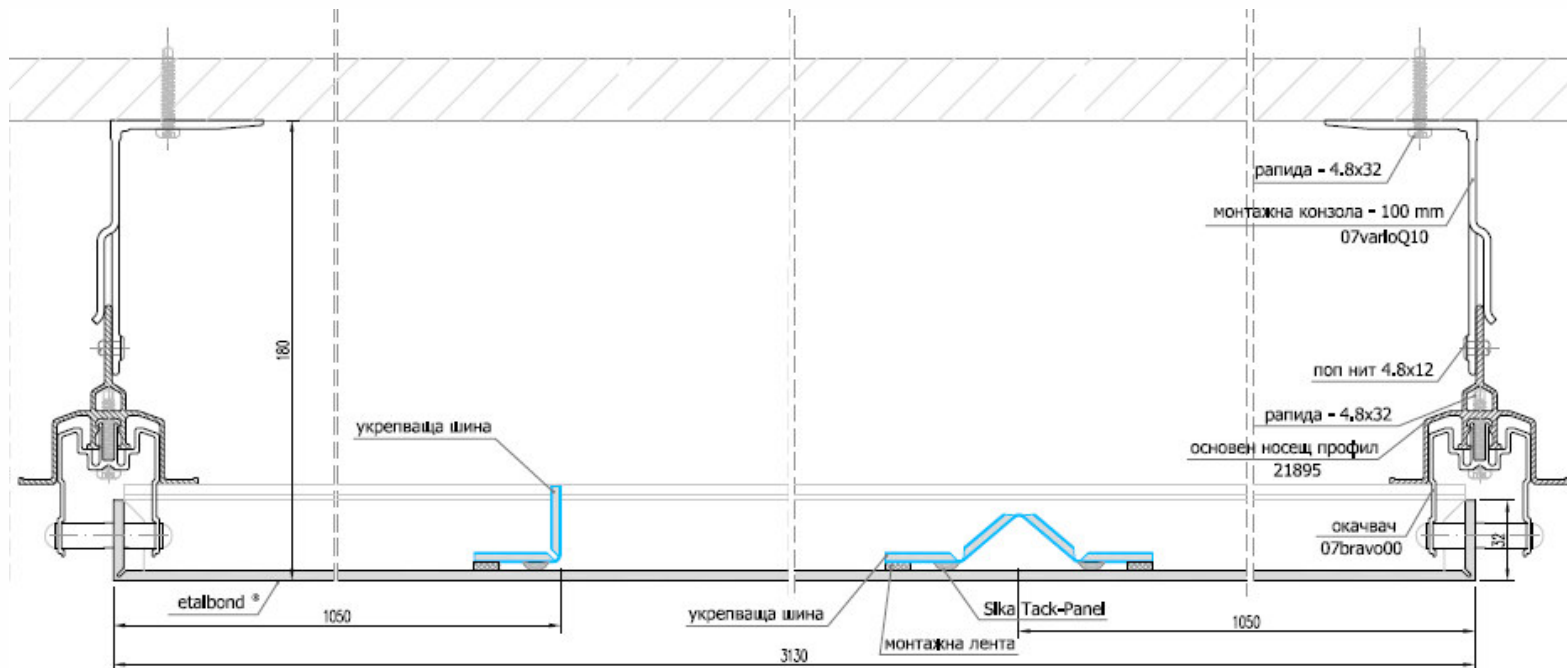 рапида - 4.8x32
монтажна конзола - 100 mm
07varioQ10
180
поп нит 4.8x12
рапида - 4.8x32
укрепваща шина
основен носещ профил
21895
окачвач
07bravo00
32
etalbond ®
1050
укрепваща шина
Sika Tack-Panel
монтажна лента
1050
3130